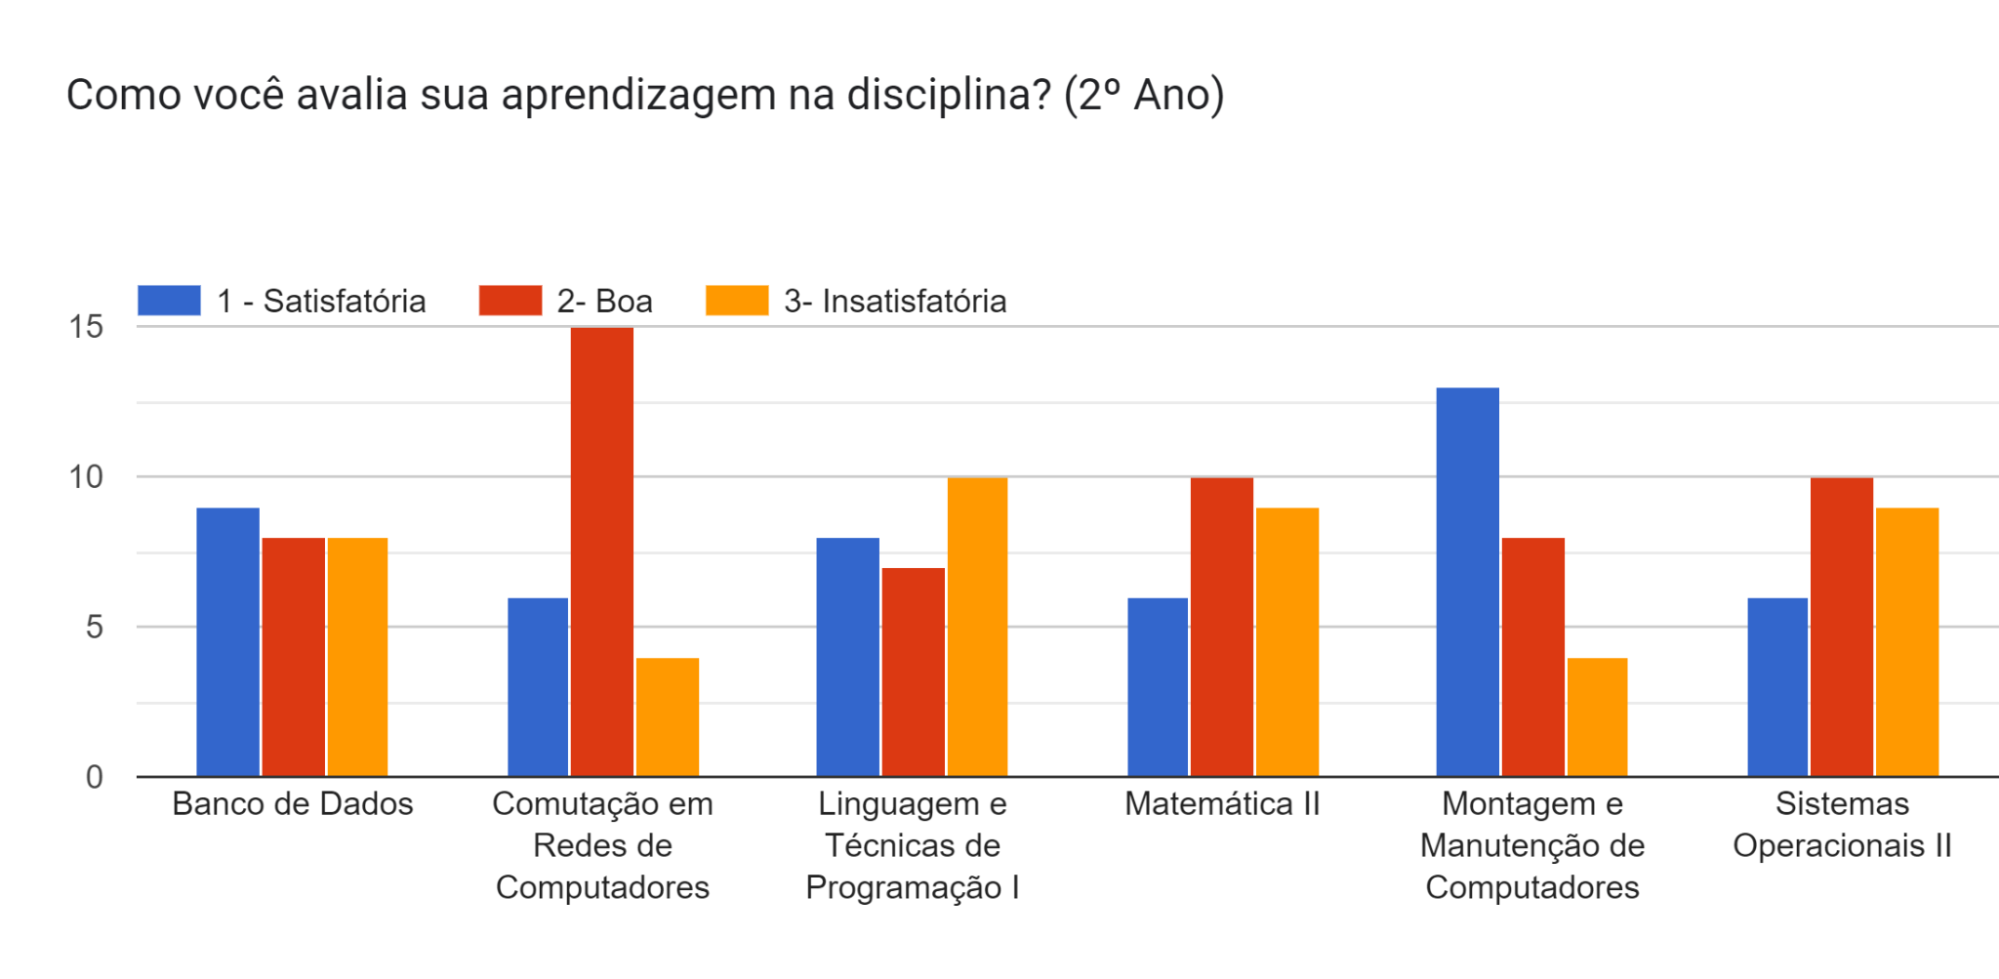 Como você avalia sua aprendizagem na disciplina? (2º Ano)
1 - Satisfatória 2- Boa 3- Insatisfatória
15
10
5
0
Banco de Dados
Comutação em
Redes de
Computadores
Linguagem e
Técnicas de
Programação I
Matemática II
Montagem e
Manutenção de
Computadores
Sistemas
Operacionais II